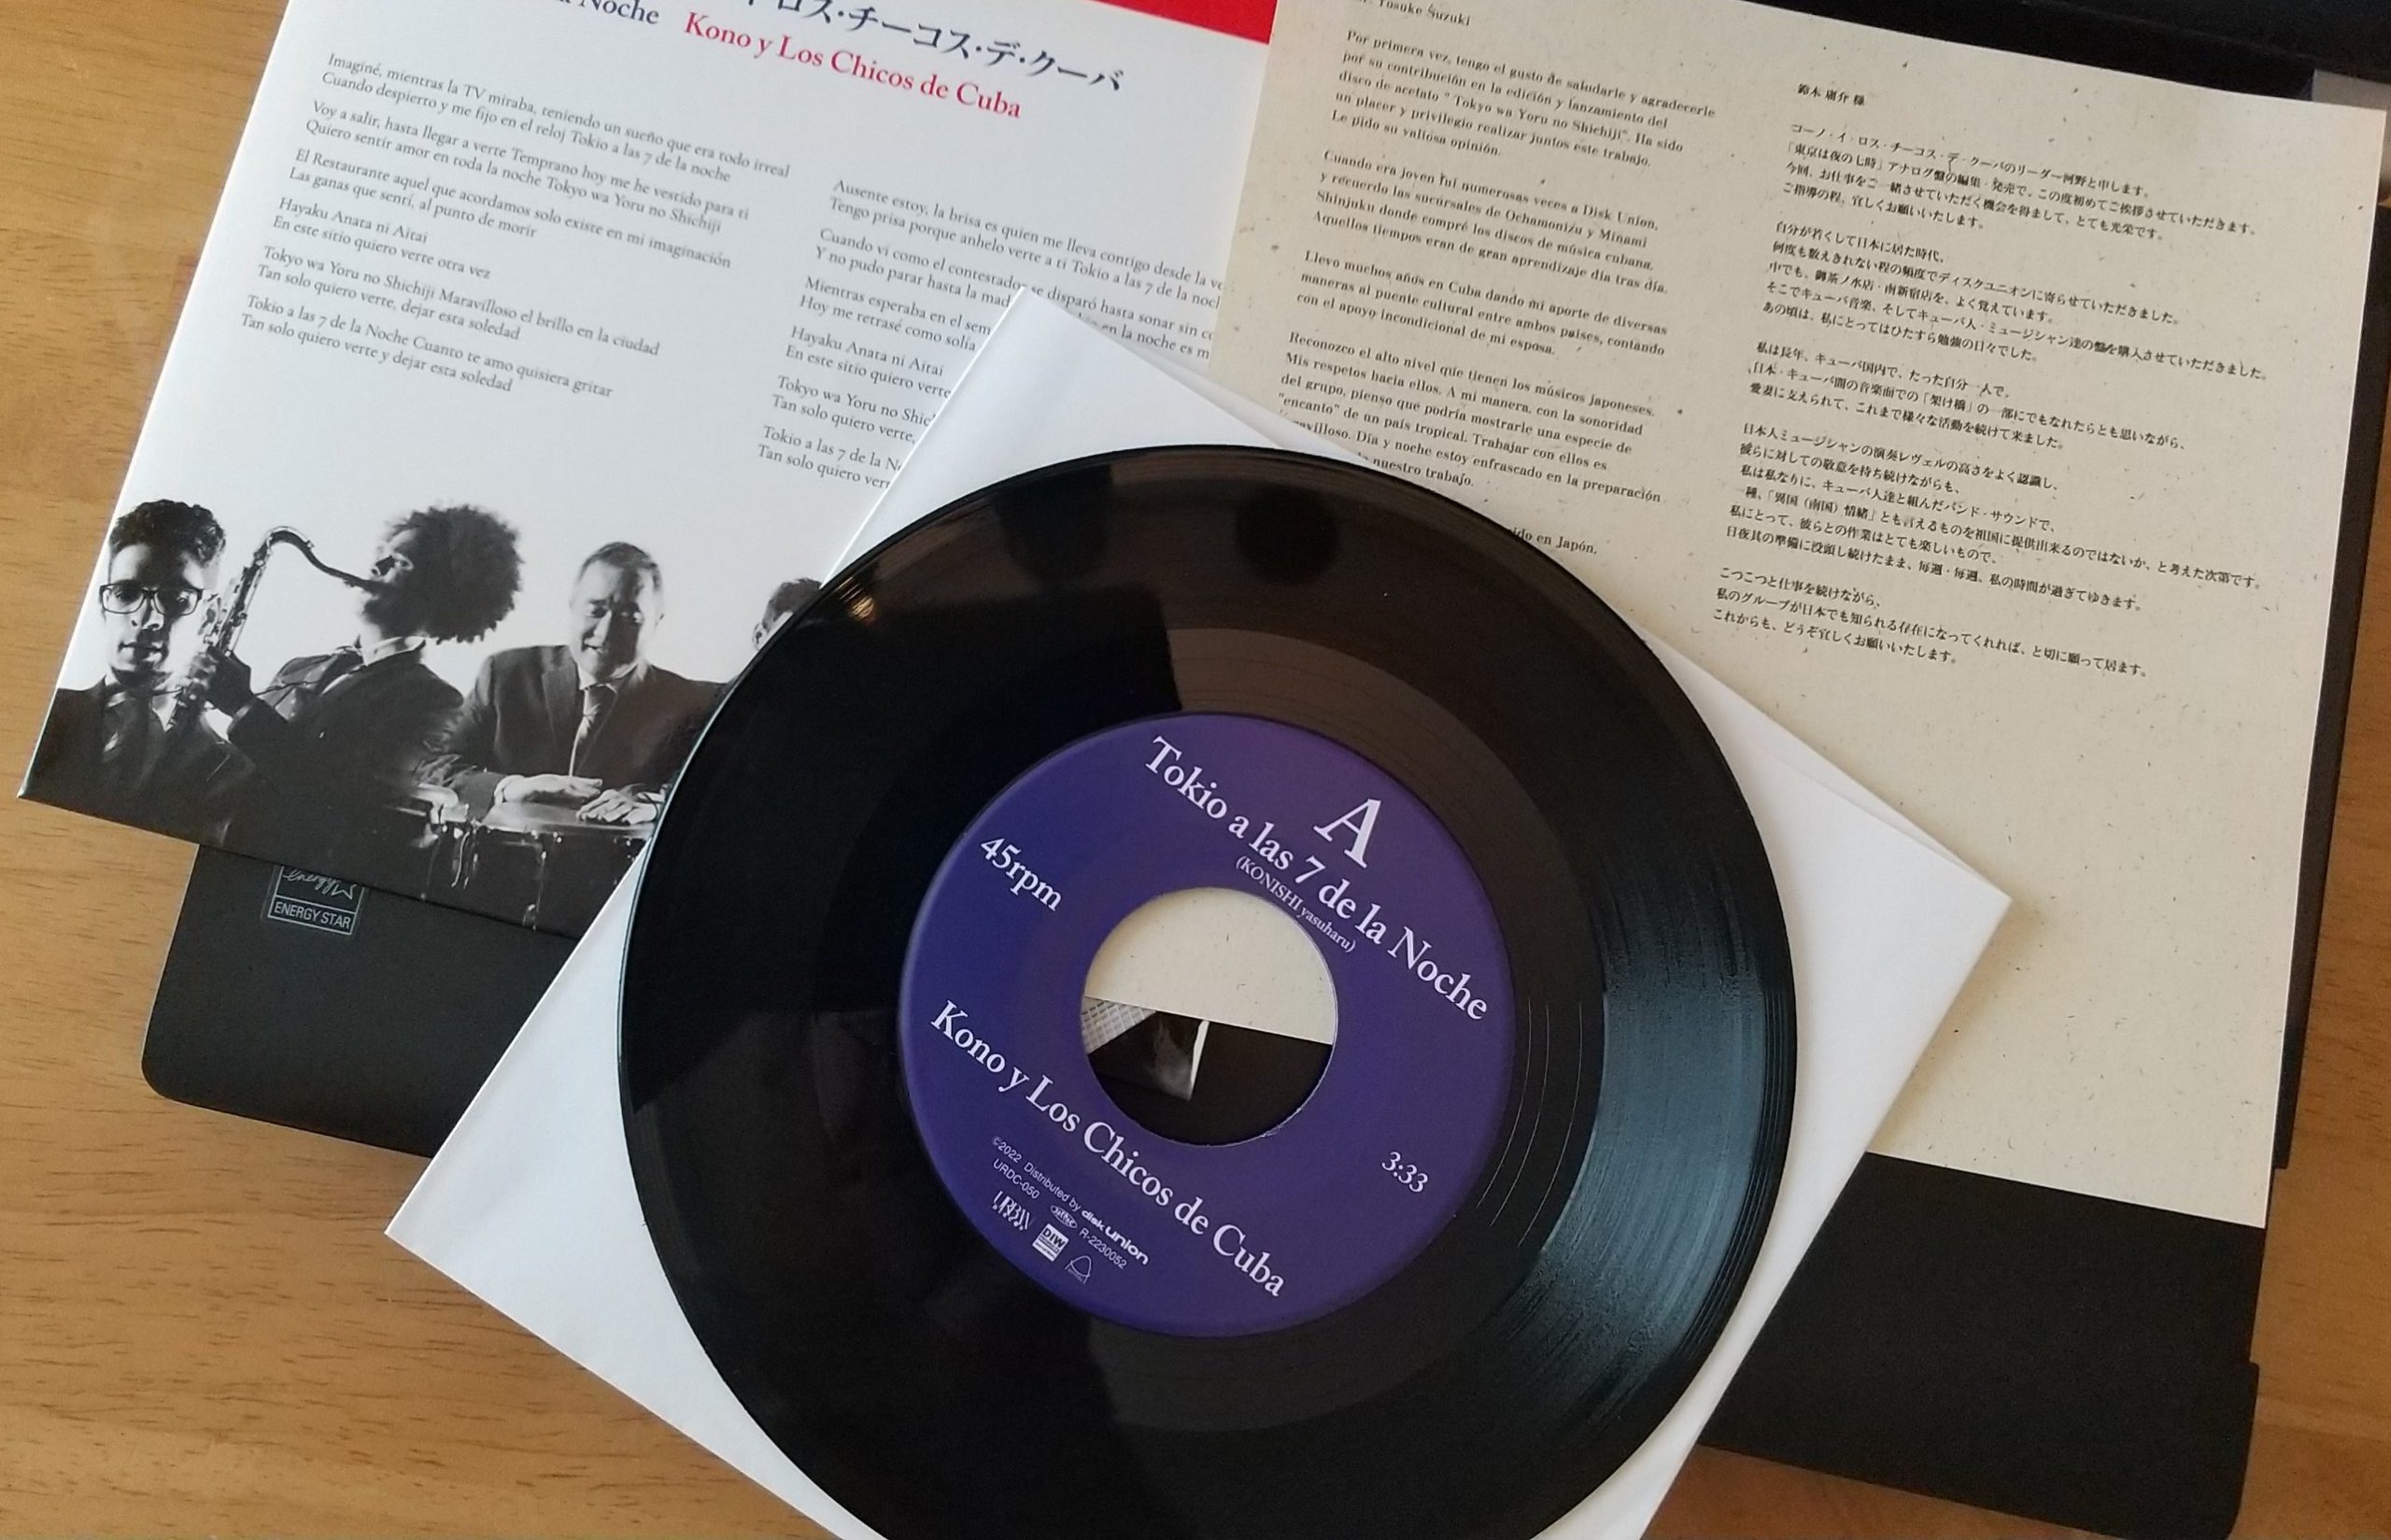 ロス・チーコス・デ・クーバ
Noche Kono y Los Chicos de Cuba
Imaginé, mientras la TV miraba, teniendo un sueño que era todo irreal
Cuando despierto y me fijo en el reloj Tokio a las 7 de la noche
Voy a salir, hasta llegar a verte Temprano hoy me he vestido para ti
Quiero sentir amor en toda la noche Tokyo wa Yoru no Shichiji
El Restaurante aquel que acordamos solo existe en mi imaginación
Las ganas que sentí, al punto de morir
Hayaku Anata ni Aitai
En este sitio quiero verte otra vez
Tokyo wa Yoru no Shichiji Maravilloso el brillo en la ciudad
Tan solo quiero verte, dejar esta soledad
Tokio a las 7 de la Noche Cuanto te amo quisiera gritar
Tan solo quiero verte y dejar esta soledad
Ausente estoy, la brisa es quien me lleva contigo desde la
Tengo prisa porque anhelo verte a ti Tokio a las 7 de la
Cuando vi como el contestador se disparó hasta sonar sin
Y no pudo parar hasta la
Mientras esperaba en el en la noche es
Hoy me retrasé como solía
Hayaku Anata ni Aitai
En este sitio quiero verte
Tokyo wa Yoru no
Tan solo quiero verte,
Tokio a las 7 de la
Tan solo quiero
Yosuke Suzuki
Por primera vez, tengo el gusto de saludarle y agradecerle
por su contribución en la edición y lanzamiento del
disco de acetato " Tokyo wa Yoru no Shichiji". Ha sido
un placer y privilegio realizar juntos este trabajo.
Le pido su valiosa opinión.
Cuando era joven fui numerosas veces a Disk Union,
y recuerdo las sucursales de Ochamonizu y Minami
Shinjuku donde compré los discos de música cubana.
Aquellos tiempos eran de gran aprendizaje día tras día.
Llevo muchos años en Cuba dando mi aporte de diversas
maneras al puente cultural entre ambos países, contando
con el apoyo incondicional de mi esposa.
Reconozco el alto nivel que tienen los músicos japoneses.
Mis respetos hacia ellos. A mi manera, con la sonoridad
del grupo, pienso que podría mostrarle una especie de
"encanto" de un país tropical. Trabajar con ellos es
Día y noche estoy enfrascado en la preparación
nuestro trabajo.
en Japón,
鈴木 庸介 様
コーノ・イ・ロス・チーコス・デ・クーバのリーダー河野と申します。
「東京は夜の七時」アナログ盤の編集・発売で、この度初めてご挨拶させていただきます。
今回、お仕事をご一緒させていただく機会を得まして、とても光栄です。
ご指導の程、宜しくお願いいたします。
自分が若くして日本に居た時代、
何度も数えきれない程の頻度でディスクユニオンに寄らせていただきました。
中でも、御茶ノ水店・南新宿店を、よく覚えています。
そこでキューバ音楽、そしてキューバ人・ミュージシャン達の盤を購入させていただきました。
あの頃は、私にとってはひたすら勉強の日々でした。
私は長年、キューバ国内で、たった自分一人で、
日本・キューバ間の音楽面での「架け橋」の一部にでもなれたらとも思いながら、
愛妻に支えられて、これまで様々な活動を続けて来ました。
日本人ミュージシャンの演奏レヴェルの高さをよく認識し、
彼らに対しての敬意を持ち続けながらも、
私は私なりに、キューバ人達と組んだバンド・サウンドで、
一種、「異国（南国）情緒」とも言えるものを祖国に提供出来るのではないか、と考えた次第です。
私にとって、彼らとの作業はとても楽しいもので、
日夜其の準備に没頭し続けたまま、毎週・毎週、私の時間が過ぎてゆきます。
こつこつと仕事を続けながら、
私のグループが日本でも知られる存在になってくれれば、と切に願って居ます。
これからも、どうぞ宜しくお願いいたします。
energy
ENERGY STAR
A
Tokio a las 7 de la Noche
(KONISHI yasuharu)
45rpm
3:33
Kono y Los Chicos de Cuba
©2022 Distributed by disk union
URDC-050 R-2230052
URBAN DIW